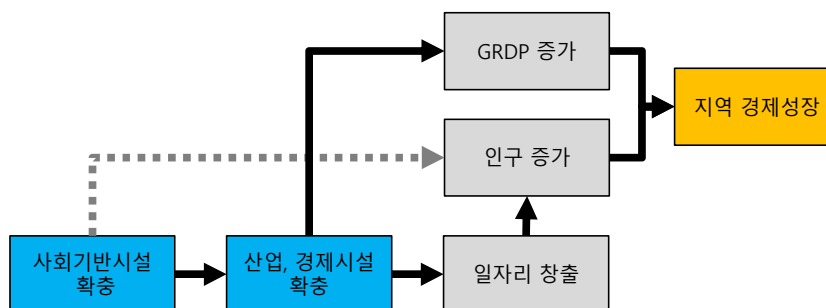 GRDP 증가
지역 경제성장
인구 증가
사회기반시설
확충
산업, 경제시설
확충
일자리 창출